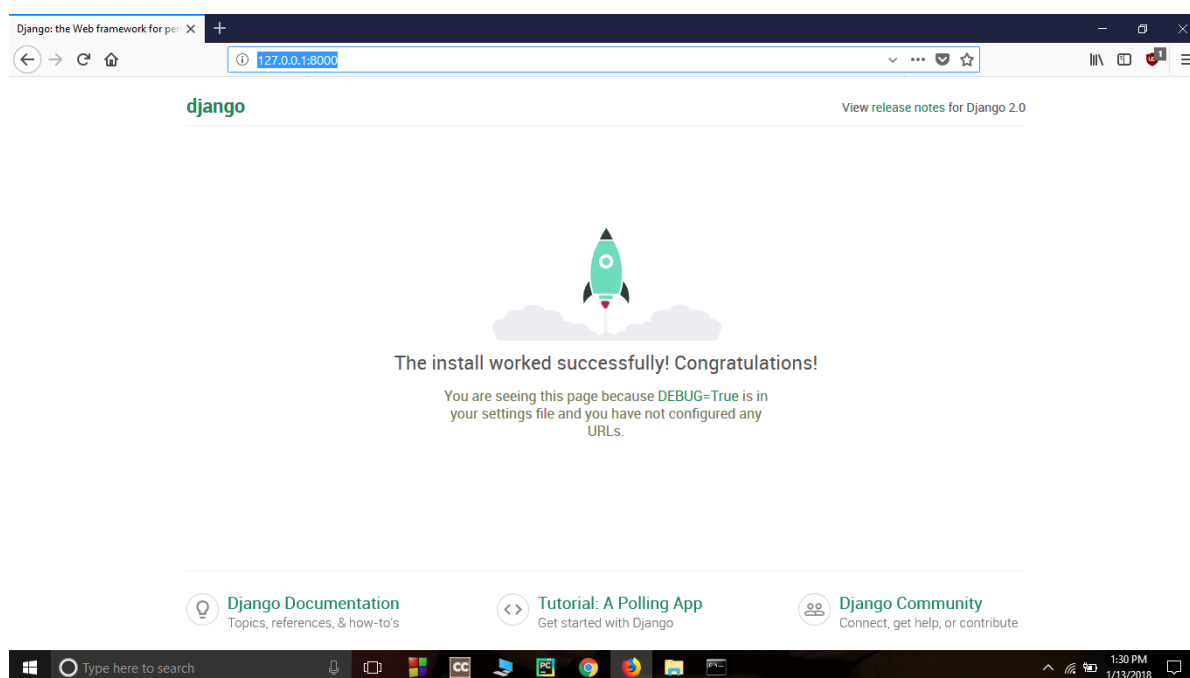 Django: the Web framework for per
127.0.0.1:8000
1
django
View release notes for Django 2.0
The install worked successfully! Congratulations!
You are seeing this page because DEBUG=True is in
your settings file and you have not configured any
URLs.
Django Documentation
Topics, references, & how-to's
Tutorial: A Polling App
Get started with Django
Django Community
Connect, get help, or contribute
Type here to search
CC
PC
1:30 PM
1/13/2018